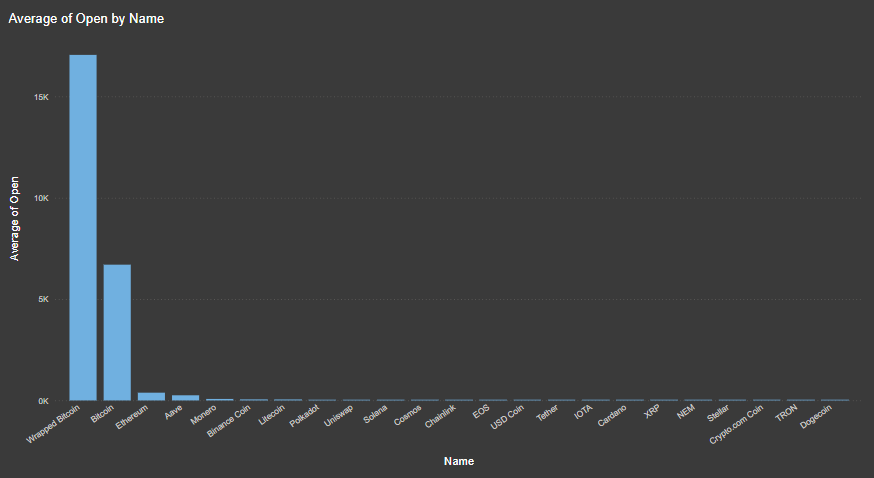 Average of Open by Name
15K
10K
5K
0K
Average of Open
Wrapped Bitcoin
Bitcoin
Ethereum
Aave
Monero
Binance Coin
Litecoin
Polkadot
Uniswap
Solana
Cosmos
Chainlink
EOS
USD Coin
Tether
IOTA
Cardano
XRP
NEM
Stellar
Crypto.com Coin
TRON
Dogecoin
Name